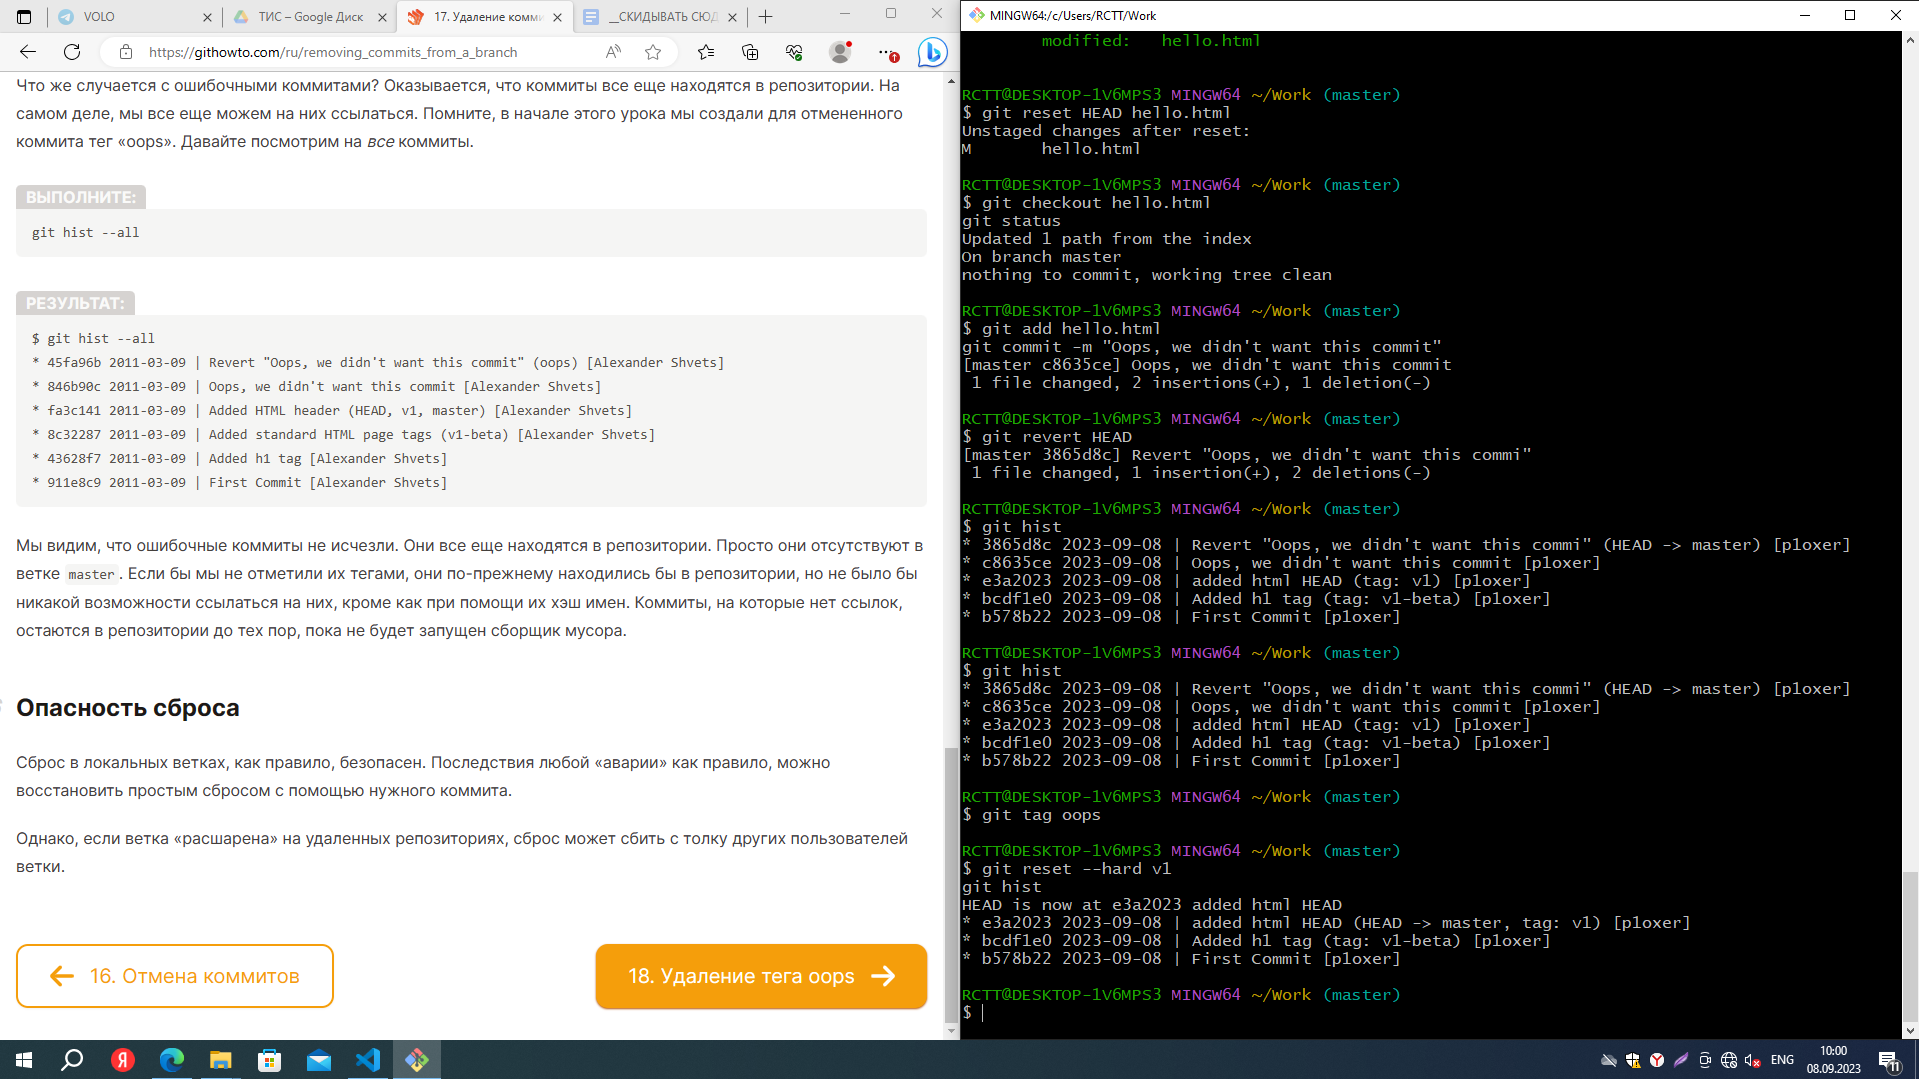 VOLO
ТИС – Google Диск
17. Удаление комми
__СКИДЫВАТЬ СЮД
https://githowto.com/ru/removing_commits_from_a_branch
Что же случается с ошибочными коммитами? Оказывается, что коммиты все еще находятся в репозитории. На
самом деле, мы все еще можем на них ссылаться. Помните, в начале этого урока мы создали для отмененного
коммита тег «oops». Давайте посмотрим на все коммиты.
ВЫПОЛНИТЕ:
git hist --all
РЕЗУЛЬТАТ:
$ git hist --all
* 45fa96b 2011-03-09 | Revert "Oops, we didn't want this commit" (oops) [Alexander Shvets]
* 846b90c 2011-03-09 | Oops, we didn't want this commit [Alexander Shvets]
* fa3c141 2011-03-09 | Added HTML header (HEAD, v1, master) [Alexander Shvets]
* 8c32287 2011-03-09 | Added standard HTML page tags (v1-beta) [Alexander Shvets]
* 43628f7 2011-03-09 | Added h1 tag [Alexander Shvets]
* 911e8c9 2011-03-09 | First Commit [Alexander Shvets]
Мы видим, что ошибочные коммиты не исчезли. Они все еще находятся в репозитории. Просто они отсутствуют в
ветке master. Если бы мы не отметили их тегами, они по-прежнему находились бы в репозитории, но не было бы
никакой возможности ссылаться на них, кроме как при помощи их хэш имен. Коммиты, на которые нет ссылок,
остаются в репозитории до тех пор, пока не будет запущен сборщик мусора.
Опасность сброса
Сброс в локальных ветках, как правило, безопасен. Последствия любой «аварии» как правило, можно
восстановить простым сбросом с помощью нужного коммита.
Однако, если ветка «расшарена» на удаленных репозиториях, сброс может сбить с толку других пользователей
ветки.
16. Отмена коммитов
18. Удаление тега oops
MINGW64:/c/Users/RCTT/Work
modified:   hello.html
RCTT@DESKTOP-1V6MPS3 MINGW64 ~/Work (master)
$ git reset HEAD hello.html
Unstaged changes after reset:
M       hello.html
RCTT@DESKTOP-1V6MPS3 MINGW64 ~/Work (master)
$ git checkout hello.html
git status
Updated 1 path from the index
On branch master
nothing to commit, working tree clean
RCTT@DESKTOP-1V6MPS3 MINGW64 ~/Work (master)
$ git add hello.html
git commit -m "Oops, we didn't want this commit"
[master c8635ce] Oops, we didn't want this commit
 1 file changed, 2 insertions(+), 1 deletion(-)
RCTT@DESKTOP-1V6MPS3 MINGW64 ~/Work (master)
$ git revert HEAD
[master 3865d8c] Revert "Oops, we didn't want this commi"
 1 file changed, 1 insertion(+), 2 deletions(-)
RCTT@DESKTOP-1V6MPS3 MINGW64 ~/Work (master)
$ git hist
* 3865d8c 2023-09-08 | Revert "Oops, we didn't want this commi" (HEAD -> master) [ploxer]
* c8635ce 2023-09-08 | Oops, we didn't want this commit [ploxer]
* e3a2023 2023-09-08 | added html HEAD (tag: v1) [ploxer]
* bcdf1e0 2023-09-08 | Added h1 tag (tag: v1-beta) [ploxer]
* b578b22 2023-09-08 | First Commit [ploxer]
RCTT@DESKTOP-1V6MPS3 MINGW64 ~/Work (master)
$ git hist
* 3865d8c 2023-09-08 | Revert "Oops, we didn't want this commi" (HEAD -> master) [ploxer]
* c8635ce 2023-09-08 | Oops, we didn't want this commit [ploxer]
* e3a2023 2023-09-08 | added html HEAD (tag: v1) [ploxer]
* bcdf1e0 2023-09-08 | Added h1 tag (tag: v1-beta) [ploxer]
* b578b22 2023-09-08 | First Commit [ploxer]
RCTT@DESKTOP-1V6MPS3 MINGW64 ~/Work (master)
$ git tag oops
RCTT@DESKTOP-1V6MPS3 MINGW64 ~/Work (master)
$ git reset --hard v1
git hist
HEAD is now at e3a2023 added html HEAD
* e3a2023 2023-09-08 | added html HEAD (HEAD -> master, tag: v1) [ploxer]
* bcdf1e0 2023-09-08 | Added h1 tag (tag: v1-beta) [ploxer]
* b578b22 2023-09-08 | First Commit [ploxer]
RCTT@DESKTOP-1V6MPS3 MINGW64 ~/Work (master)
$
ENG
10:00
08.09.2023
11